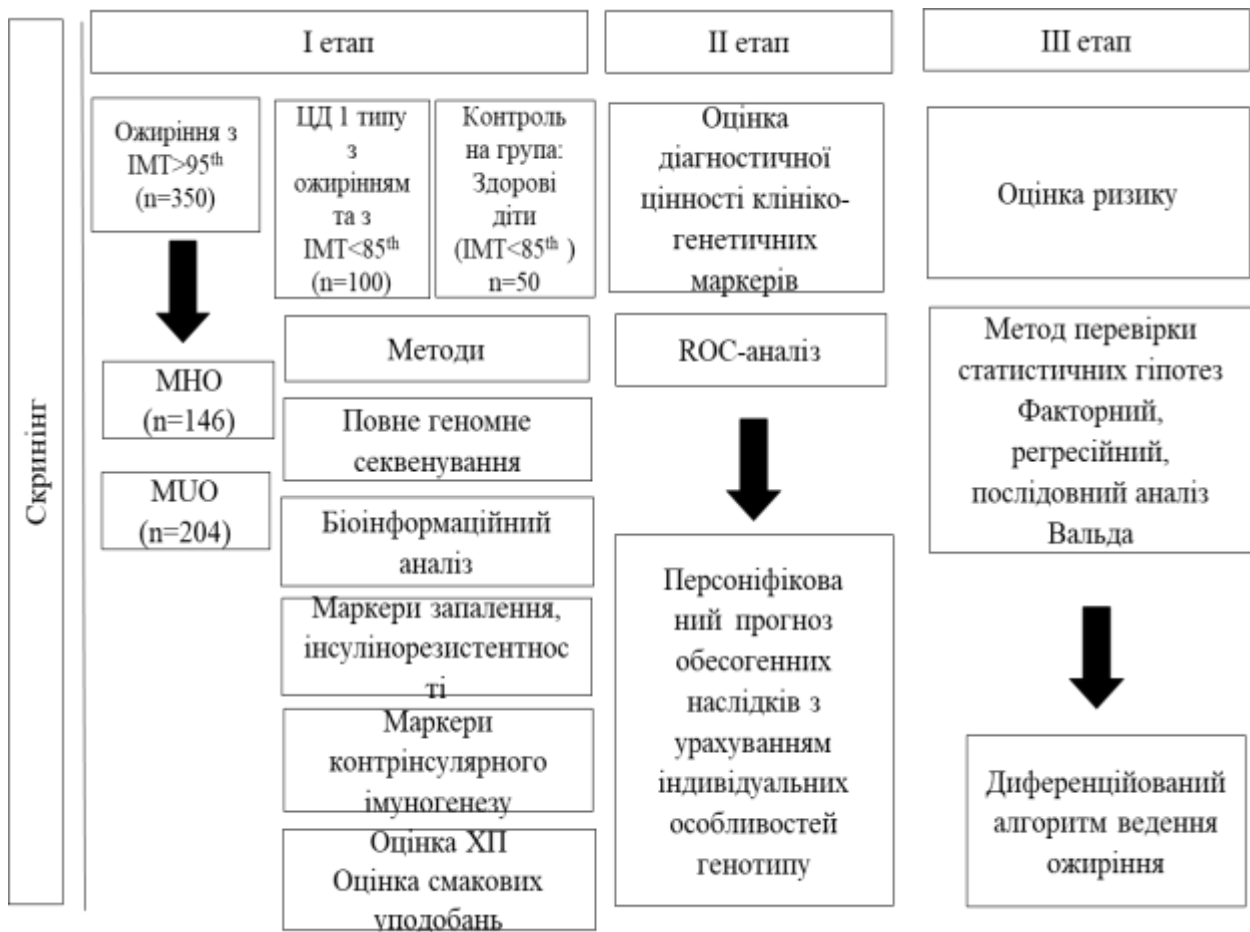 Скринінг
І етап
Ожиріння з
ІМТ>95th
(n=350)
МНО
(n=146)
MUO
(n=204)
ЦД 1 типу
з
ожирінням
та з
ІМТ<85th
(n=100)
Контроль
на група:
Здорові
діти
(ІМТ<85th )
n=50
Методи
Повне геномне
секвенування
Біоінформаційний
аналіз
Маркери запалення,
інсулінорезистентнос
ті
Маркери
контрінсулярного
імуногенезу
Оцінка ХП
Оцінка смакових
уподобань
ІІ етап
Оцінка
діагностичної
цінності клініко-
генетичних
маркерів
ROC-аналіз
Персоніфікова
ний прогноз
обесогенних
наслідків з
урахуванням
індивідуальних
особливостей
генотипу
ІІІ етап
Оцінка ризику
Метод перевірки
статистичних гіпотез
Факторний,
регресійний,
послідовний аналіз
Вальда
Диференційований
алгоритм ведення
ожиріння